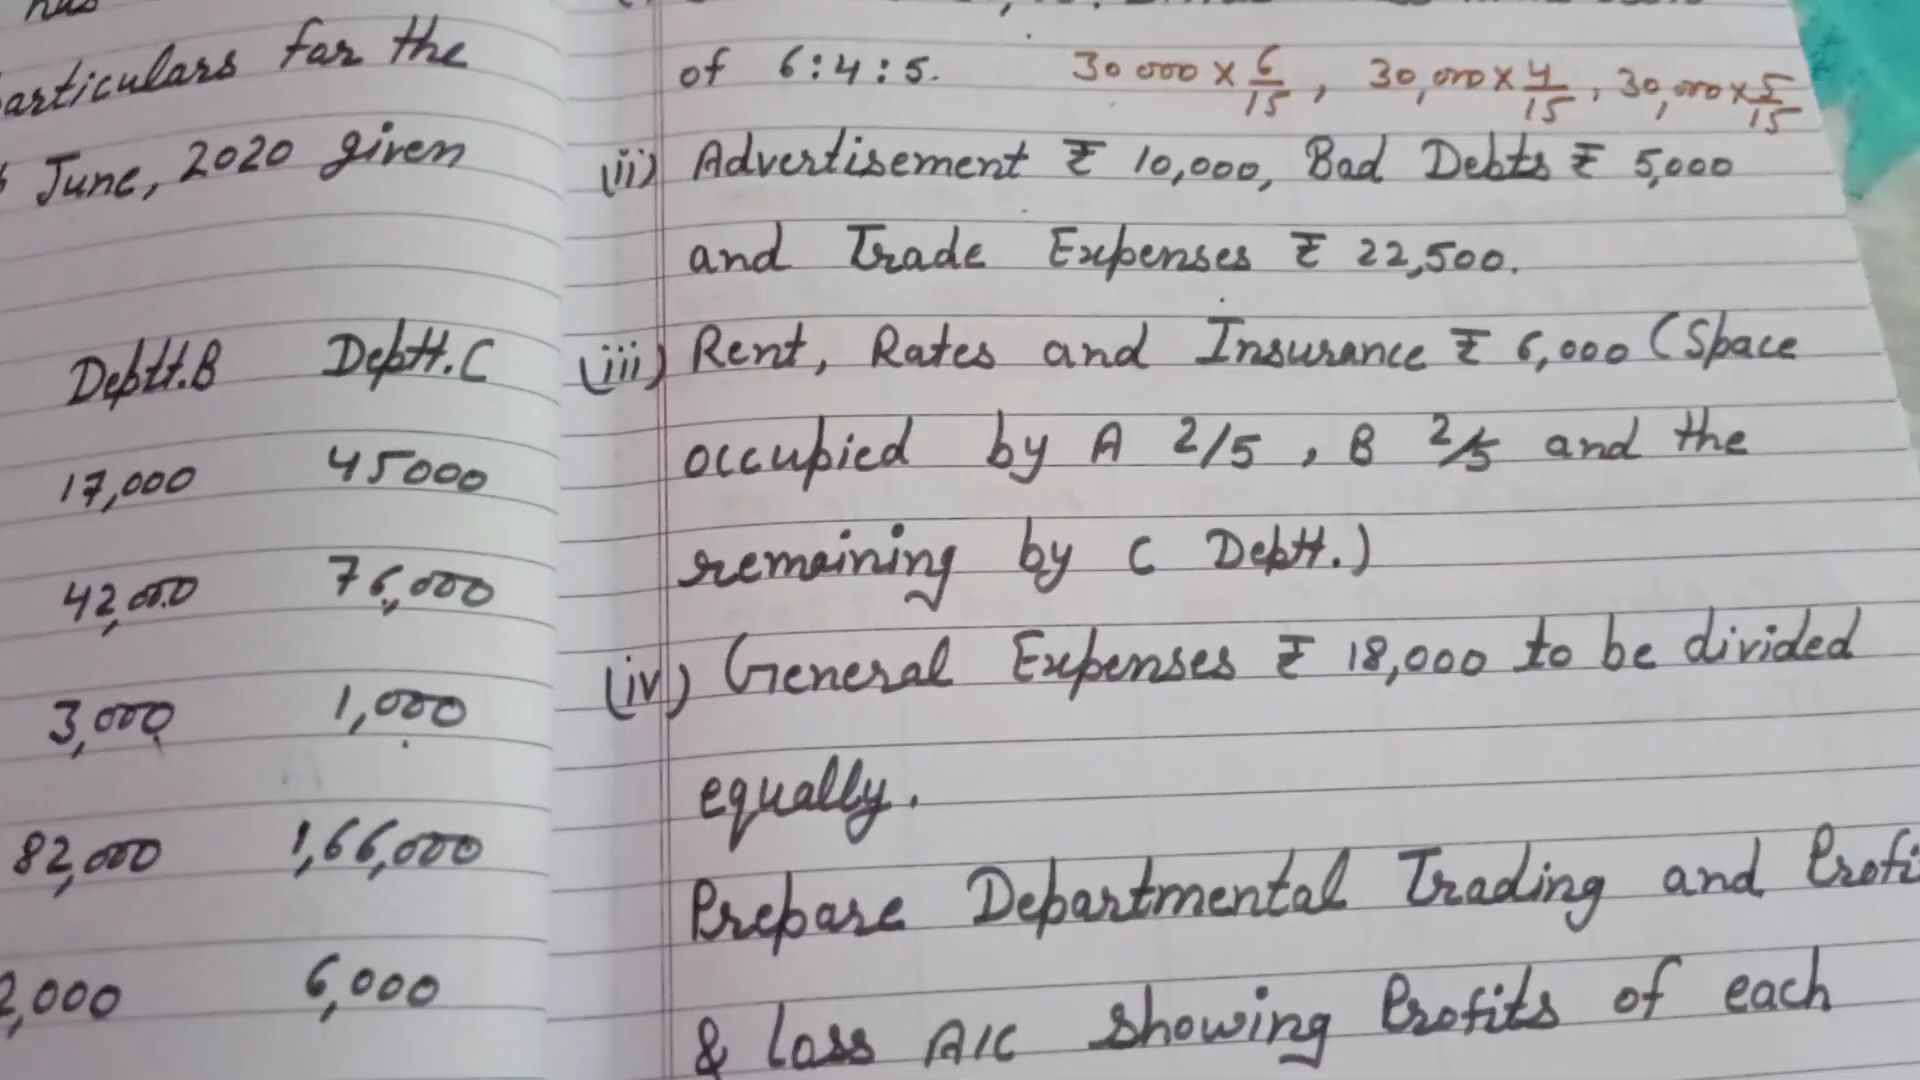 articulars for the
June, 2020 given
Deptt.B Deptt.C
17,000 45000
42,000 76,000
3,000 1,000
82,000 1,66,000
2,000 6,000
of 6:4:5. 30000 x 6/15, 30,000 x 4/15, 30,000 x 5/15
(ii) Advertisement ₹ 10,000, Bad Debts ₹ 5,000
and Trade Expenses ₹ 22,500.
(iii) Rent, Rates and Insurance ₹ 6,000 (Space
occupied by A 2/5, B 2/5 and the
remaining by C Deptt.)
(iv) General Expenses ₹ 18,000 to be divided
equally.
Prepare Departmental Trading and Profi
& Loss A/C showing Profits of each